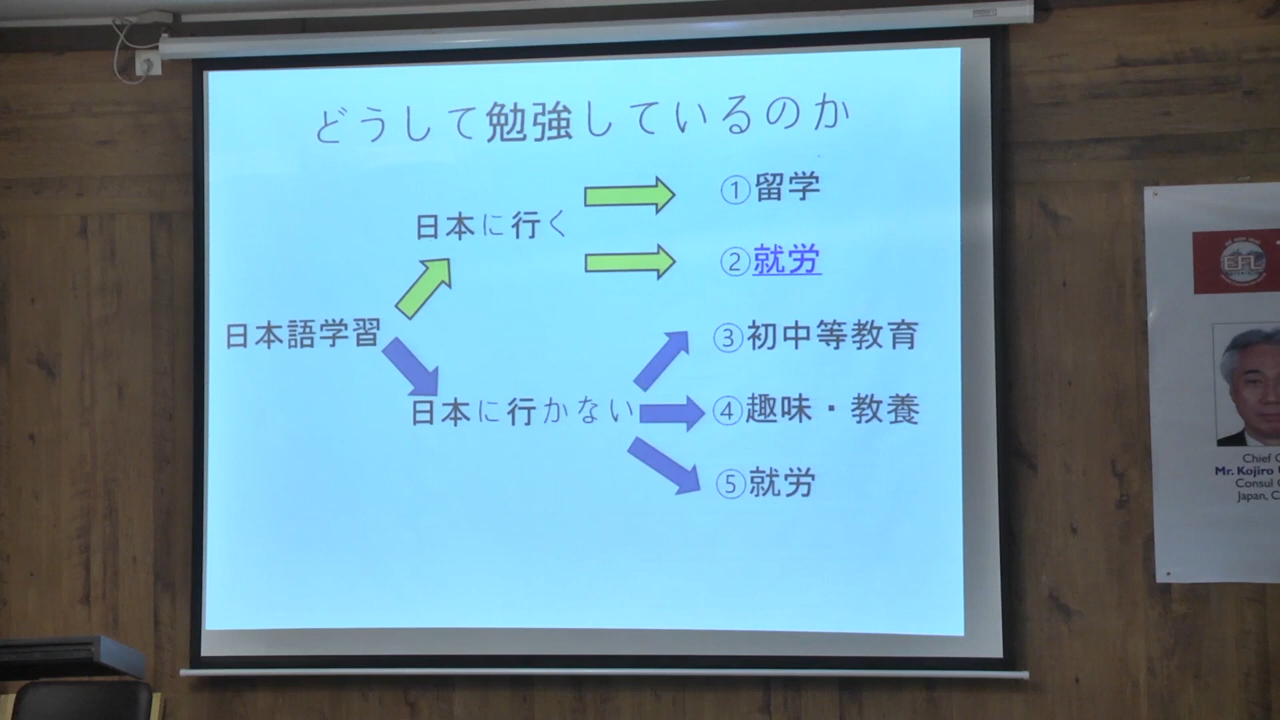 どうして勉強しているのか
日本に行く
①留学
②就労
日本語学習
日本に行かない
③初中等教育
④趣味・教養
⑤就労
EFL
Chief
Mr. Kojiro
Consul
Japan,